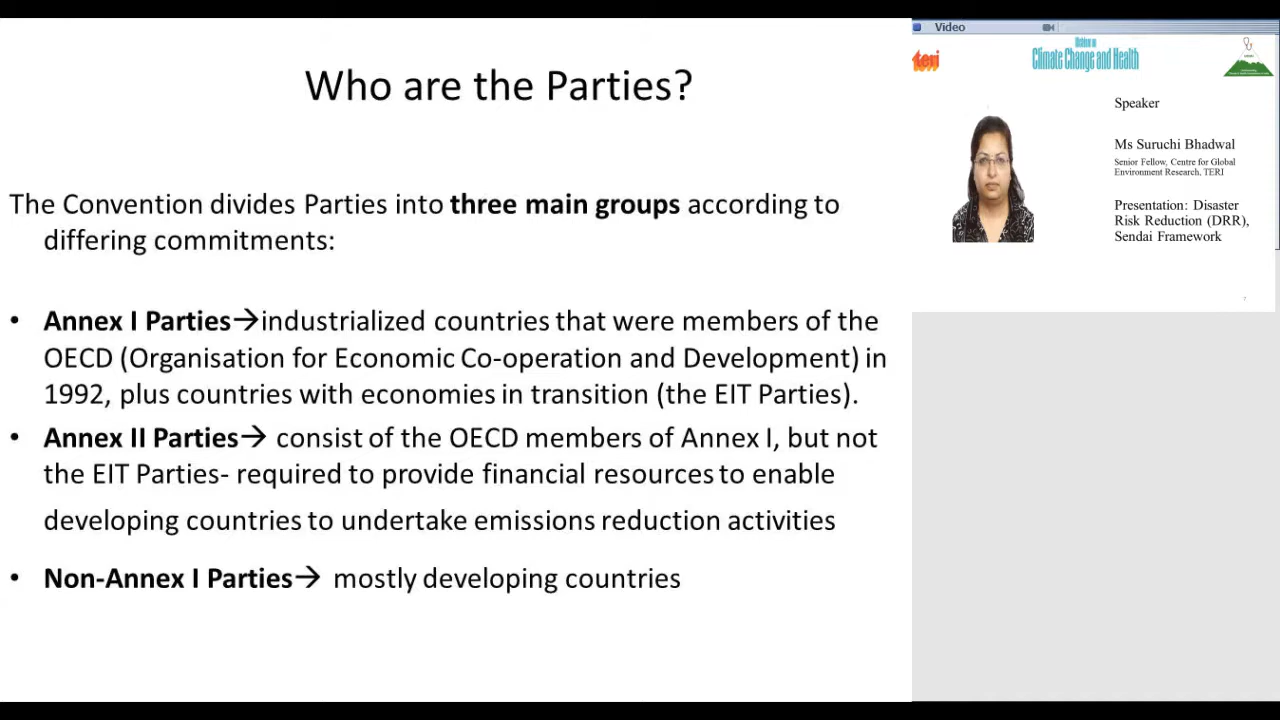 Who are the Parties?
The Convention divides Parties into three main groups according to
differing commitments:
• Annex I Parties→industrialized countries that were members of the
OECD (Organisation for Economic Co-operation and Development) in
1992, plus countries with economies in transition (the EIT Parties).
• Annex II Parties→ consist of the OECD members of Annex I, but not
the EIT Parties- required to provide financial resources to enable
developing countries to undertake emissions reduction activities
• Non-Annex I Parties→ mostly developing countries
Video
teri
Climate Change and Health
Speaker
Ms Suruchi Bhadwal
Senior Fellow, Centre for Global
Environment Research, TERI
Presentation: Disaster
Risk Reduction (DRR),
Sendai Framework
7